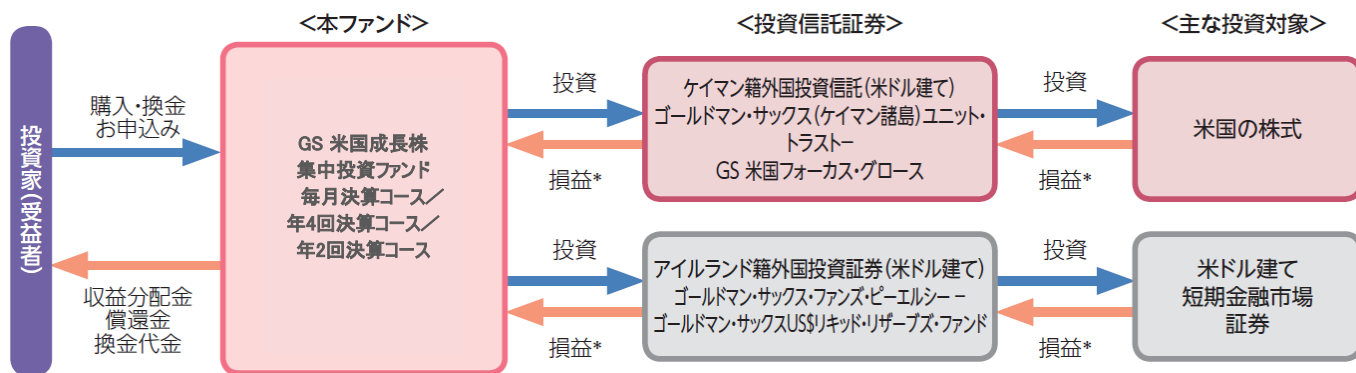 <本ファンド>
<投資信託証券>
<主な投資対象>
投資家(受益者)
購入・換金
お申込み
収益分配金
償還金
換金代金
GS 米国成長株
集中投資ファンド
毎月決算コース／
年4回決算コース／
年2回決算コース
投資
損益*
投資
損益*
ケイマン籍外国投資信託(米ドル建て)
ゴールドマン・サックス(ケイマン諸島)ユニット・
トラストー
GS 米国フォーカス・グロース
アイルランド籍外国投資証券(米ドル建て)
ゴールドマン・サックス・ファンズ・ピーエルシー －
ゴールドマン・サックスUS$リキッド・リザーブズ・ファンド
投資
損益*
投資
損益*
米国の株式
米ドル建て
短期金融市場
証券